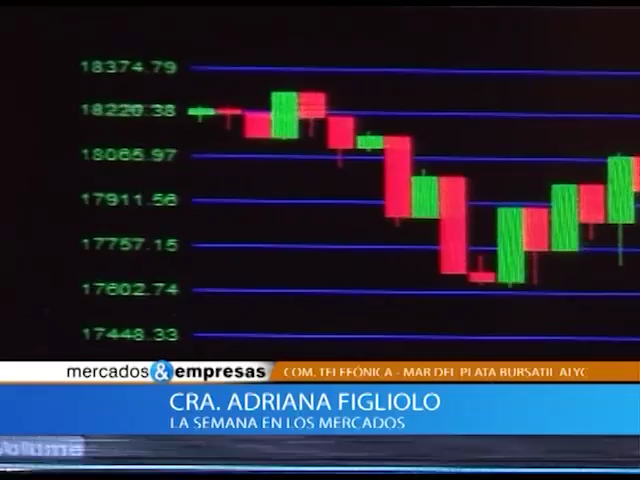 18374.79
18220.38
18065.97
17911.56
17757.15
17602.74
17448.33
mercados&empresas
COM. TELEFÓNICA - MAR DEL PLATA BURSATIL ALYC
CRA. ADRIANA FIGLIOLO
LA SEMANA EN LOS MERCADOS
Volume